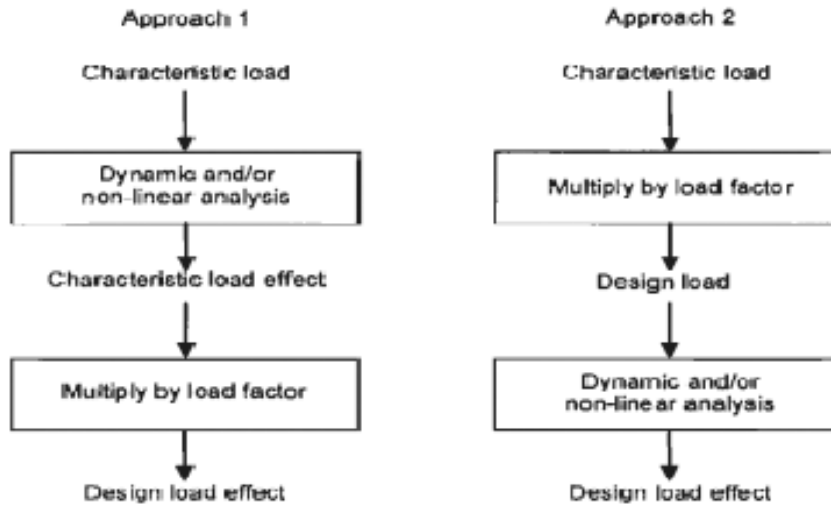 Approach 1
Characteristic load
Dynamic and/or
non-linear analysis
Characteristic load effect
Multiply by load factor
Design load effect
Approach 2
Characteristic load
Multiply by load factor
Design load
Dynamic and/or
non-linear analysis
Design load effect